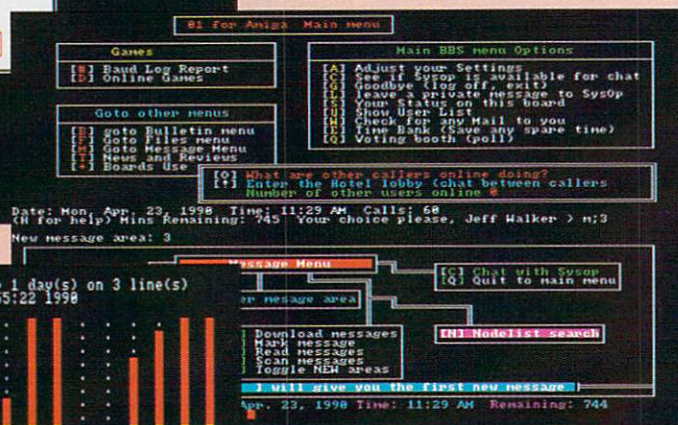 01 for Amiga Main menu
Games
[#] Baud Log Report
[D] Online Games
Goto other menus
[B] goto Bulletin menu
[F] Goto Files menu
[M] Goto Message Menu
[T] News and Reviews
[*] Boards Use
Main BBS menu Options
[A] Adjust your Settings
[C] See if Sysop is available for chat
[G] Goodbye (log off, exit)
[L] Leave a private message to SysOp
[S] Your Status on this board
[U] Show User List
[W] Check for any Mail to you
[E] Time Bank (Save any spare time)
[Q] Voting booth (poll)
[O] What are other callers online doing?
[†] Enter the Hotel lobby (chat between callers
Number of other users online 0
Date: Mon, Apr. 23, 1990 Time: 11:29 AM Calls: 60
(H for help) Mins Remaining: 745 Your choice please, Jeff Walker > m;3
New message area: 3
Message Menu
[C] Chat with Sysop
[Q] Quit to main menu
er message area
[N] Nodelist search
] Download messages
] Mark message
] Read messages
] Scan messages
] Toggle NEW areas
] will give you the first new message
Apr. 23, 1990 Time: 11:29 AM Remaining: 744
1 day(s) on 3 line(s)
55:22 1990